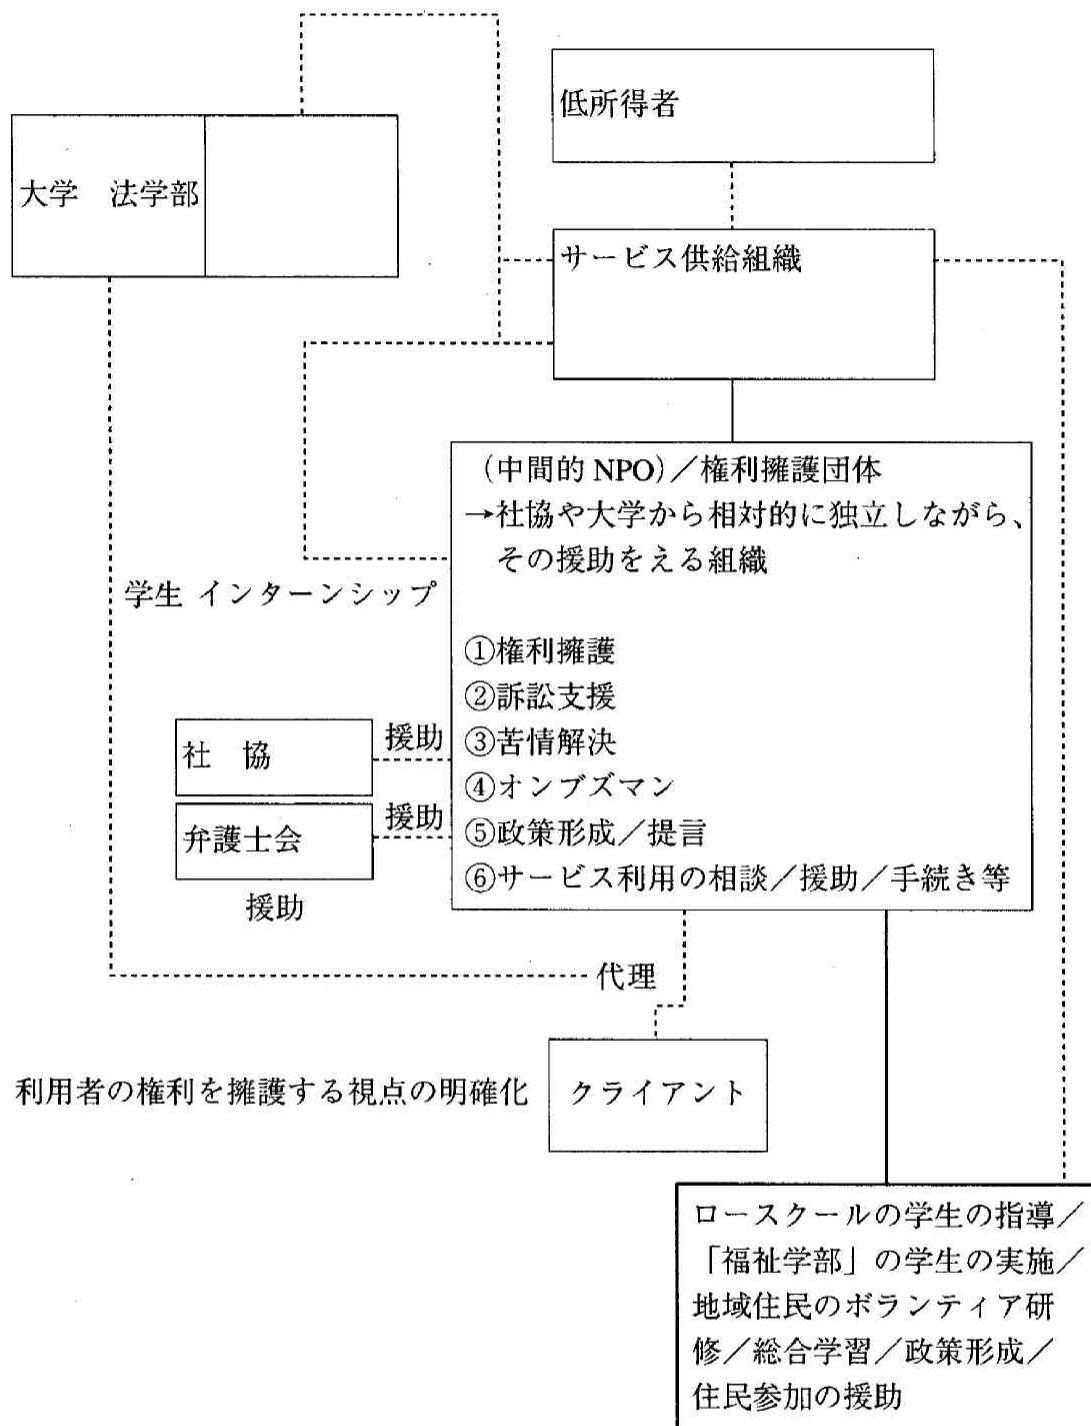 低所得者
大学　法学部
サービス供給組織
（中間的 NPO）／権利擁護団体
→社協や大学から相対的に独立しながら、
その援助をえる組織
学生 インターンシップ
①権利擁護
②訴訟支援
③苦情解決
④オンブズマン
⑤政策形成／提言
⑥サービス利用の相談／援助／手続き等
社　協
援助
弁護士会
援助
援助
代理
利用者の権利を擁護する視点の明確化
クライアント
ロースクールの学生の指導／
「福祉学部」の学生の実施／
地域住民のボランティア研
修／総合学習／政策形成／
住民参加の援助